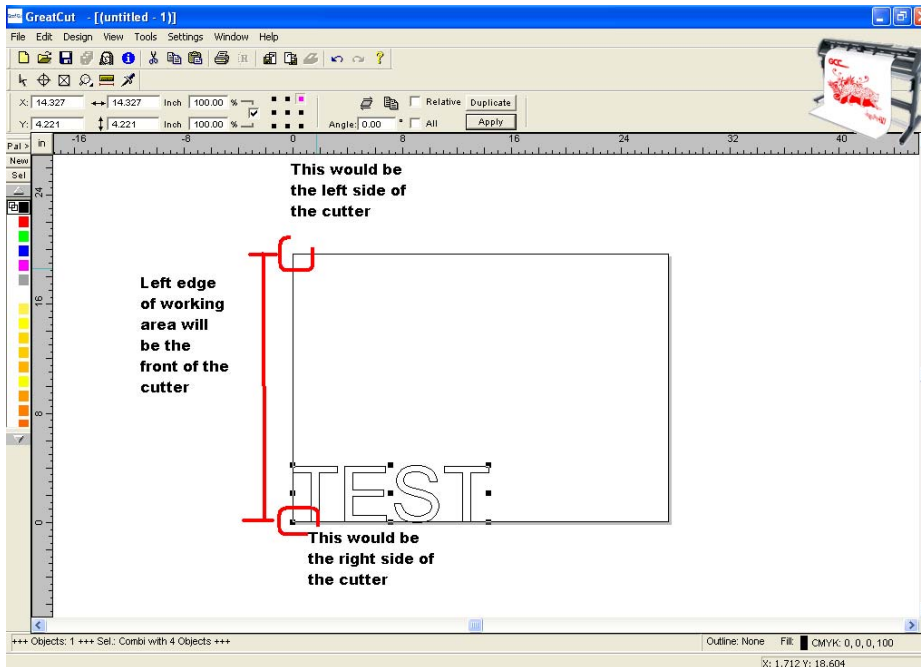 GreatCut - [(untitled - 1)]
File Edit Design View Tools Settings Window Help
X: 14.327 14.327 Inch 100.00 % Relative Duplicate
Y: 4.221 4.221 Inch 100.00 % Angle: 0.00 ° All Apply
Pal > in -16 -8 0 8 16 24 32 40
New
Sel
24
16
8
0
GCC
This would be
the left side of
the cutter
Left edge
of working
area will
be the
front of the
cutter
TEST
This would be
the right side of
the cutter
+++ Objects: 1 +++ Sel.: Combi with 4 Objects +++ Outline: None Fill: CMYK: 0, 0, 0, 100
X: 1.712 Y: 18.604